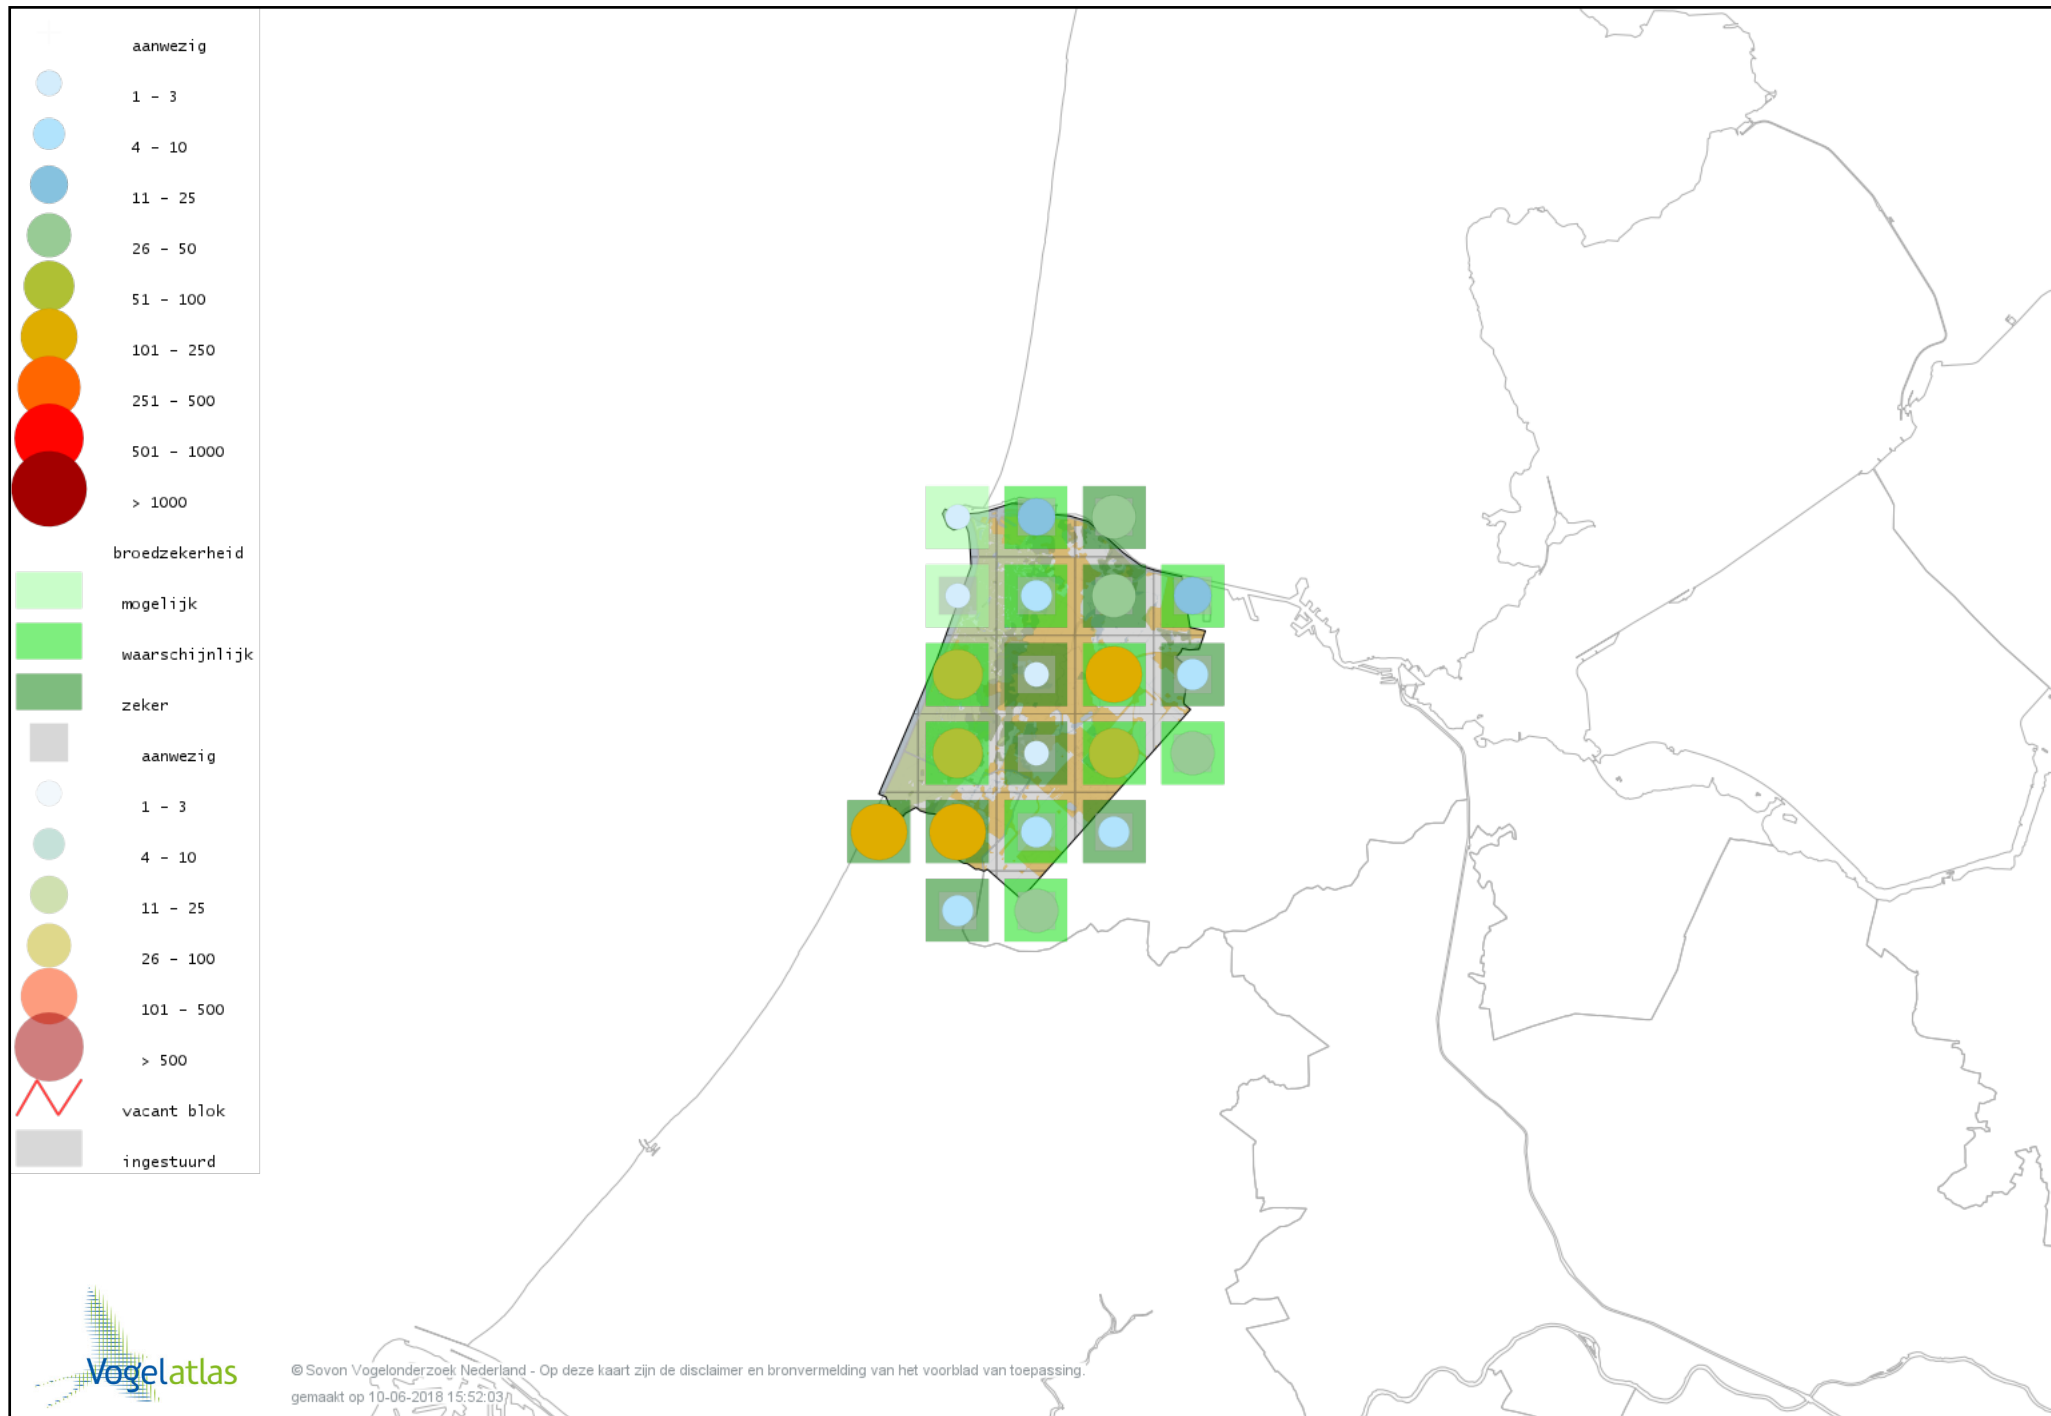 aanwezig
1 - 3
4 - 10
11 - 25
26 - 50
51 - 100
101 - 250
251 - 500
501 - 1000
> 1000
broedzekerheid
mogelijk
waarschijnlijk
zeker
aanwezig
1 - 3
4 - 10
11 - 25
26 - 100
101 - 500
> 500
vacant blok
ingestuurd
Vogelatlas
© Sovon Vogelonderzoek Nederland - Op deze kaart zijn de disclaimer en bronvermelding van het voorblad van toepassing.
gemaakt op 10-06-2018 15:52:03